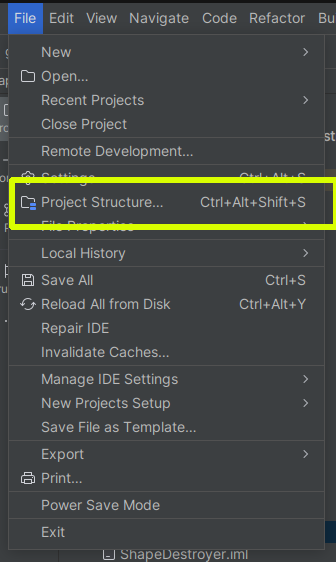 File Edit View Navigate Code Refactor Bu
New
Open...
Recent Projects
Close Project
Remote Development...
Settings... Ctrl+Alt+S
Project Structure... Ctrl+Alt+Shift+S
File Properties
Local History
Save All Ctrl+S
Reload All from Disk Ctrl+Alt+Y
Repair IDE
Invalidate Caches...
Manage IDE Settings
New Projects Setup
Save File as Template...
Export
Print...
Power Save Mode
Exit
ShapeDestroyer.iml